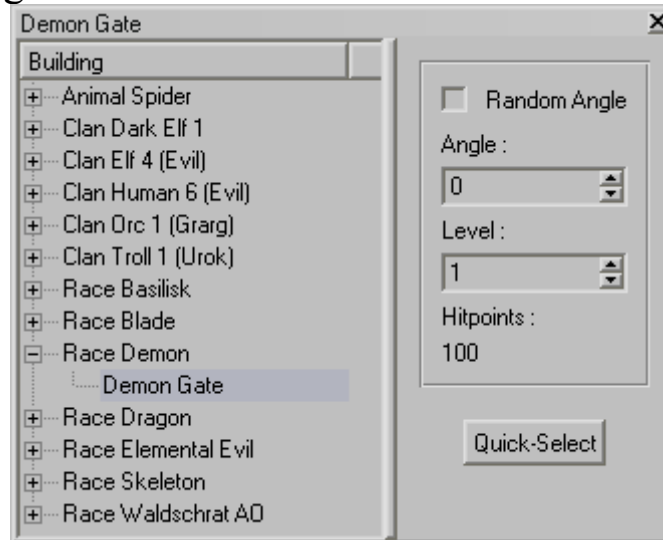 Demon Gate
Building
Animal Spider
Clan Dark Elf 1
Clan Elf 4 (Evil)
Clan Human 6 (Evil)
Clan Orc 1 (Grarg)
Clan Troll 1 (Urok)
Race Basilisk
Race Blade
Race Demon
Demon Gate
Race Dragon
Race Elemental Evil
Race Skeleton
Race Waldschrat AO
Random Angle
Angle :
0
Level :
1
Hitpoints :
100
Quick-Select